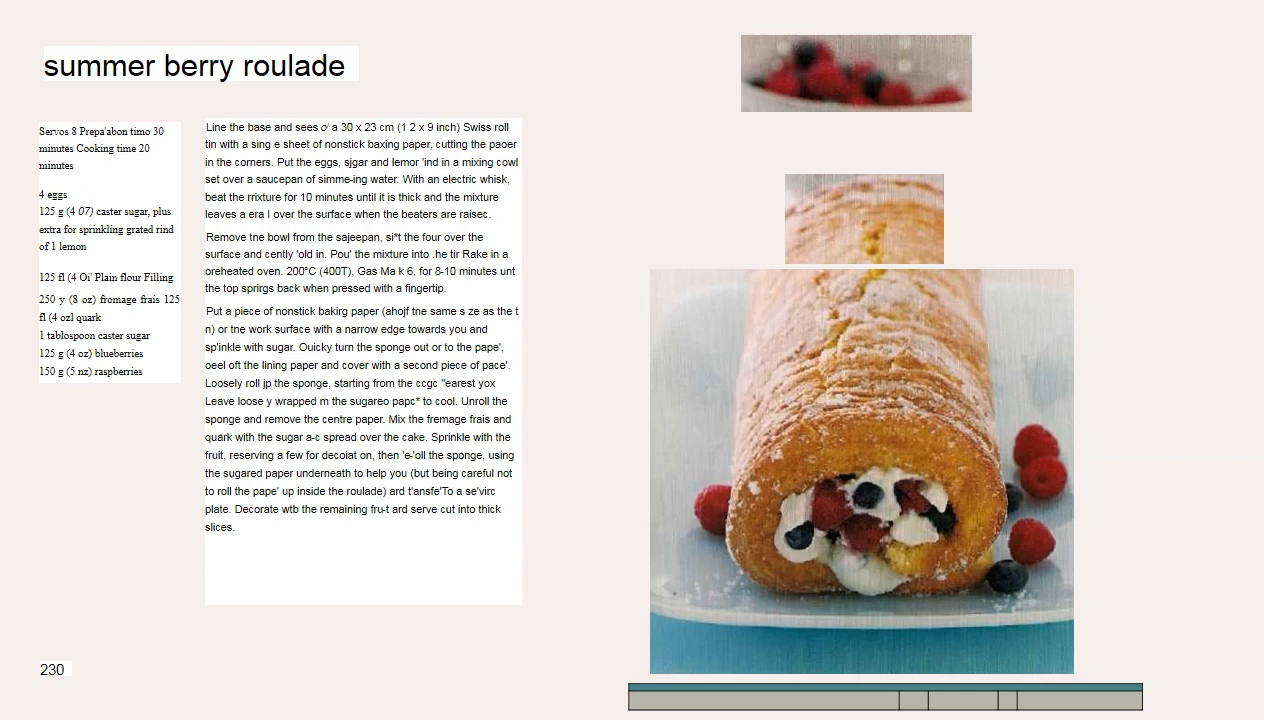 summer berry roulade
Servos 8 Prepa'abon timo 30
minutes Cooking time 20
minutes
4 eggs
125 g (4 07) caster sugar, plus
extra for sprinkling grated rind
of 1 lemon
125 fl (4 Oi' Plain flour Filling
250 y (8 oz) fromage frais 125
fl (4 ozl quark
1 tablospoon caster sugar
125 g (4 oz) blueberries
150 g (5 nz) raspberries
Line the base and sees o' a 30 x 23 cm (1 2 x 9 inch) Swiss roll
tin with a sing e sheet of nonstick baxing paper, cutting the paoer
in the corners. Put the eggs, sjgar and lemor 'ind in a mixing cowl
set over a saucepan of simme-ing water. With an electric whisk,
beat the rrixture for 10 minutes until it is thick and the mixture
leaves a era l over the surface when the beaters are raisec.
Remove tne bowl from the sajeepan, si*t the four over the
surface and cently 'old in. Pou' the mixture into .he tir Rake in a
oreheated oven. 200°C (400T), Gas Ma k 6, for 8-10 minutes unt
the top sprirgs back when pressed with a fingertip.
Put a piece of nonstick bakirg paper (ahojf tne same s ze as the t
n) or tne work surface with a narrow edge towards you and
sp'inkle with sugar. Ouicky turn the sponge out or to the pape',
oeel oft the lining paper and cover with a second piece of pace'.
Loosely roll jp the sponge, starting from the ccgc "earest yox
Leave loose y wrapped m the sugareo papc* to cool. Unroll the
sponge and remove the centre paper. Mix the fremage frais and
quark with the sugar a-c spread over the cake. Sprinkle with the
fruit, reserving a few for decoiat on, then 'e-'oll the sponge, using
the sugared paper underneath to help you (but being careful not
to roll the pape' up inside the roulade) ard t'ansfe'To a se'virc
plate. Decorate wtb the remaining fru-t ard serve cut into thick
slices.
230